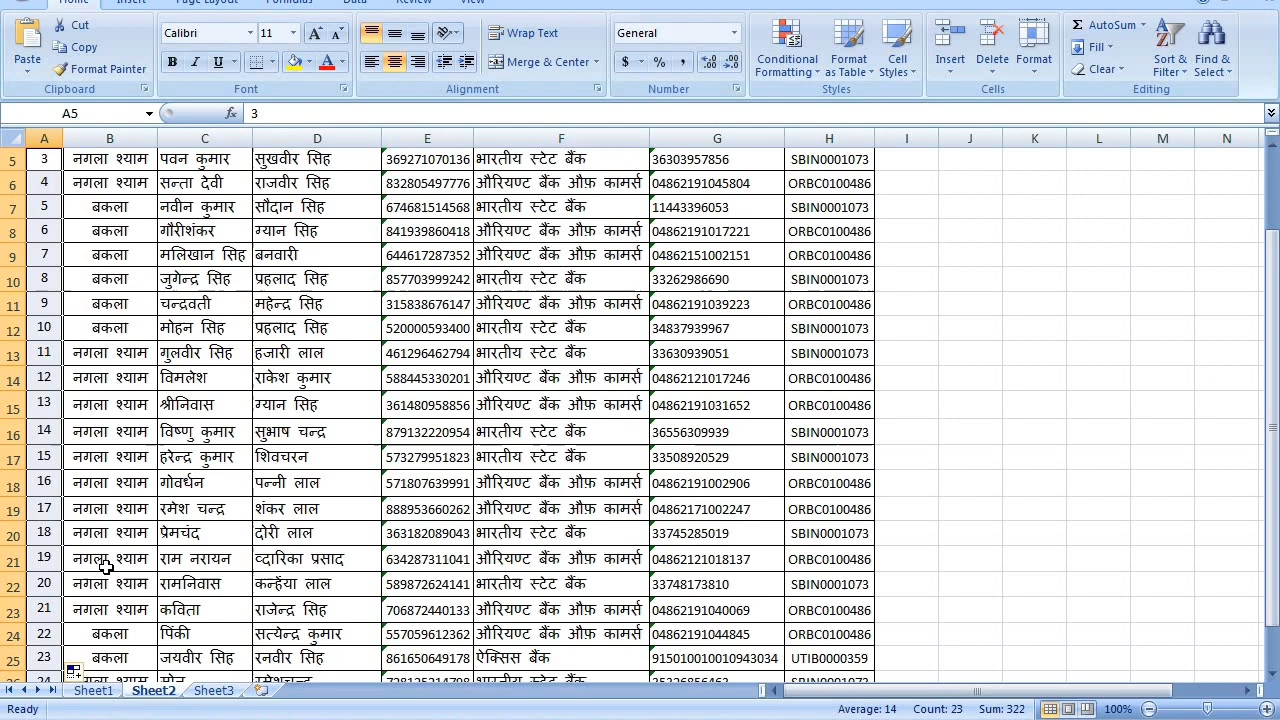 Home Insert Page Layout Formulas Data Review View
Cut Calibri 11 Wrap Text General AutoSum
Copy Fill
Paste Format Painter B I U Merge & Center $ % , Conditional Formatting Format as Table Cell Styles Insert Delete Format Clear Sort & Filter Find & Select
Clipboard Font Alignment Number Styles Cells Editing
A5 fx 3
A B C D E F G H I J K L M N
5 3 नगला श्याम पवन कुमार सुखवीर सिह 369271070136 भारतीय स्टेट बैंक 36303957856 SBIN0001073
6 4 नगला श्याम सन्ता देवी राजवीर सिह 832805497776 औरियण्ट बैंक औफ़ कामर्स 04862191045804 ORBC0100486
7 5 बकला नवीन कुमार सौदान सिह 674681514568 भारतीय स्टेट बैंक 11443396053 SBIN0001073
8 6 बकला गौरीशंकर ग्यान सिह 841939860418 औरियण्ट बैंक औफ़ कामर्स 04862191017221 ORBC0100486
9 7 बकला मलिखान सिह बनवारी 644617287352 औरियण्ट बैंक औफ़ कामर्स 04862151002151 ORBC0100486
10 8 बकला जुगेन्द्र सिह प्रहलाद सिह 857703999242 भारतीय स्टेट बैंक 33262986690 SBIN0001073
11 9 बकला चन्द्रवती महेन्द्र सिह 315838676147 औरियण्ट बैंक औफ़ कामर्स 04862191039223 ORBC0100486
12 10 बकला मोहन सिह प्रहलाद सिह 520000593400 भारतीय स्टेट बैंक 34837939967 SBIN0001073
13 11 नगला श्याम गुलवीर सिह हजारी लाल 461296462794 भारतीय स्टेट बैंक 33630939051 SBIN0001073
14 12 नगला श्याम विमलेश राकेश कुमार 588445330201 औरियण्ट बैंक औफ़ कामर्स 04862121017246 ORBC0100486
15 13 नगला श्याम श्रीनिवास ग्यान सिह 361480958856 औरियण्ट बैंक औफ़ कामर्स 04862191031652 ORBC0100486
16 14 नगला श्याम विष्णु कुमार सुभाष चन्द्र 879132220954 भारतीय स्टेट बैंक 36556309939 SBIN0001073
17 15 नगला श्याम हरेन्द्र कुमार शिवचरन 573279951823 भारतीय स्टेट बैंक 33508920529 SBIN0001073
18 16 नगला श्याम गोवर्धन पन्नी लाल 571807639991 औरियण्ट बैंक औफ़ कामर्स 04862191002906 ORBC0100486
19 17 नगला श्याम रमेश चन्द्र शंकर लाल 888953660262 औरियण्ट बैंक औफ़ कामर्स 04862171002247 ORBC0100486
20 18 नगला श्याम प्रेमचंद दोरी लाल 363182089043 भारतीय स्टेट बैंक 33745285019 SBIN0001073
21 19 नगला श्याम राम नरायन व्दारिका प्रसाद 634287311041 औरियण्ट बैंक औफ़ कामर्स 04862121018137 ORBC0100486
22 20 नगला श्याम रामनिवास कन्हैया लाल 589872624141 भारतीय स्टेट बैंक 33748173810 SBIN0001073
23 21 नगला श्याम कविता राजेन्द्र सिह 706872440133 औरियण्ट बैंक औफ़ कामर्स 04862191040069 ORBC0100486
24 22 बकला पिंकी सत्येन्द्र कुमार 557059612362 औरियण्ट बैंक औफ़ कामर्स 04862191044845 ORBC0100486
25 23 बकला जयवीर सिह रनवीर सिह 861650649178 ऐक्सिस बैंक 915010010010943034 UTIB0000359
Sheet1 Sheet2 Sheet3
Ready Average: 14 Count: 23 Sum: 322 100%